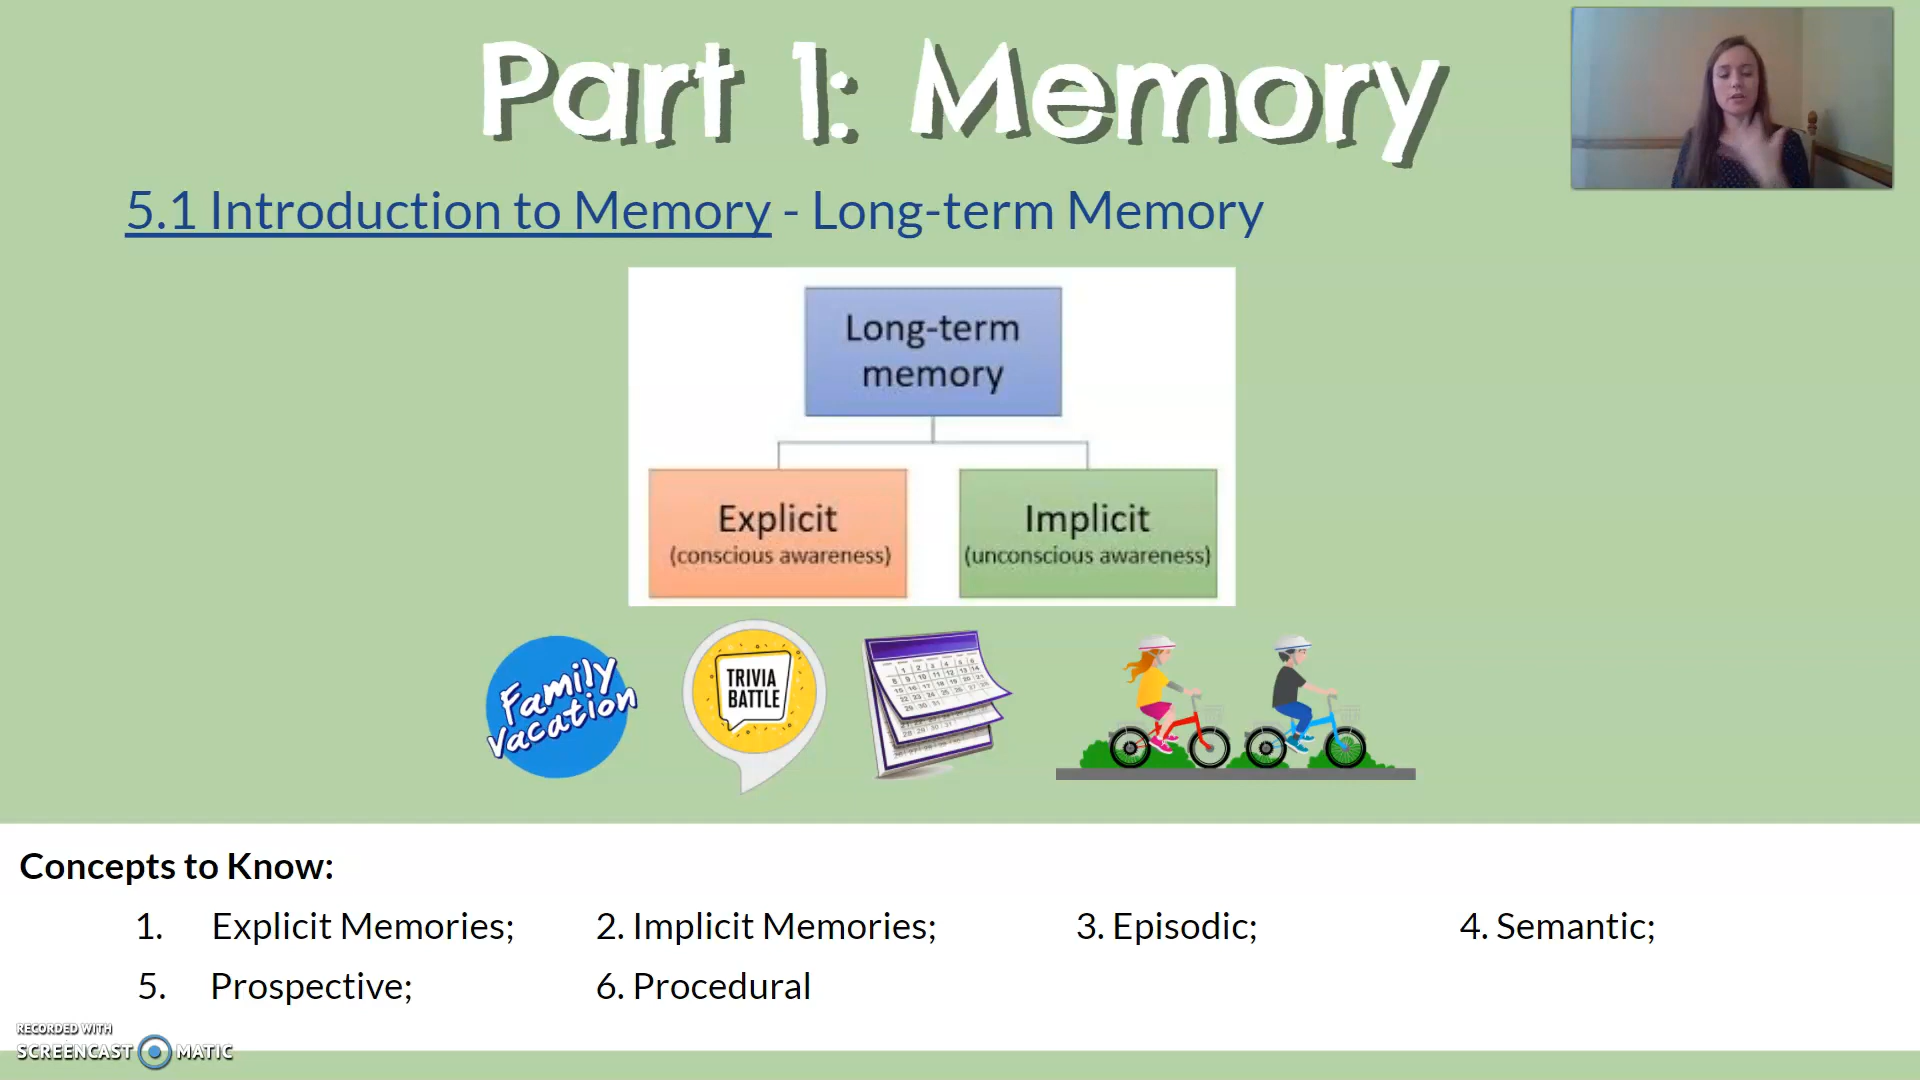 Part 1: Memory
5.1 Introduction to Memory - Long-term Memory
Long-term
memory
Explicit
(conscious awareness)
Implicit
(unconscious awareness)
Family
Vacation
TRIVIA
BATTLE
Concepts to Know:
1. Explicit Memories; 2. Implicit Memories; 3. Episodic; 4. Semantic;
5. Prospective; 6. Procedural
RECORDED WITH
SCREENCAST MATIC